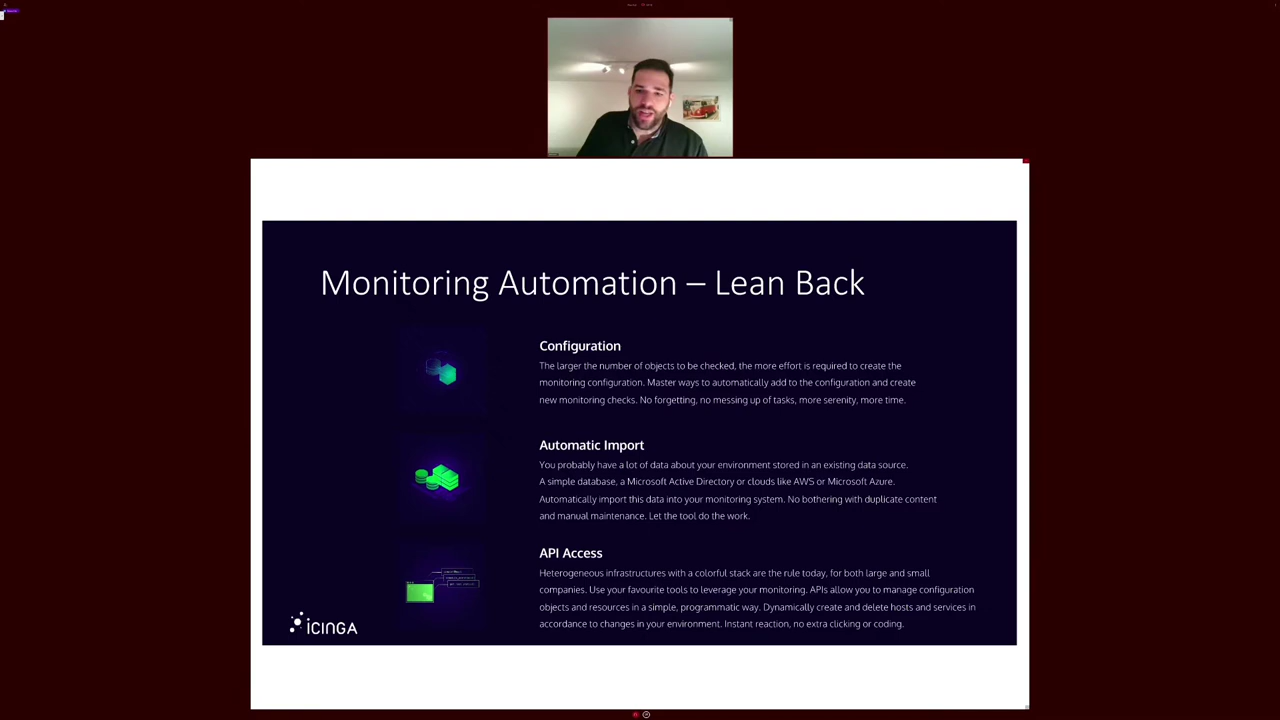 Monitoring Automation – Lean Back
Configuration
The larger the number of objects to be checked, the more effort is required to create the
monitoring configuration. Master ways to automatically add to the configuration and create
new monitoring checks. No forgetting, no messing up of tasks, more serenity, more time.
Automatic Import
You probably have a lot of data about your environment stored in an existing data source.
A simple database, a Microsoft Active Directory or clouds like AWS or Microsoft Azure.
Automatically import this data into your monitoring system. No bothering with duplicate content
and manual maintenance. Let the tool do the work.
API Access
Heterogeneous infrastructures with a colorful stack are the rule today, for both large and small
companies. Use your favourite tools to leverage your monitoring. APIs allow you to manage configuration
objects and resources in a simple, programmatic way. Dynamically create and delete hosts and services in
accordance to changes in your environment. Instant reaction, no extra clicking or coding.
iCINGA